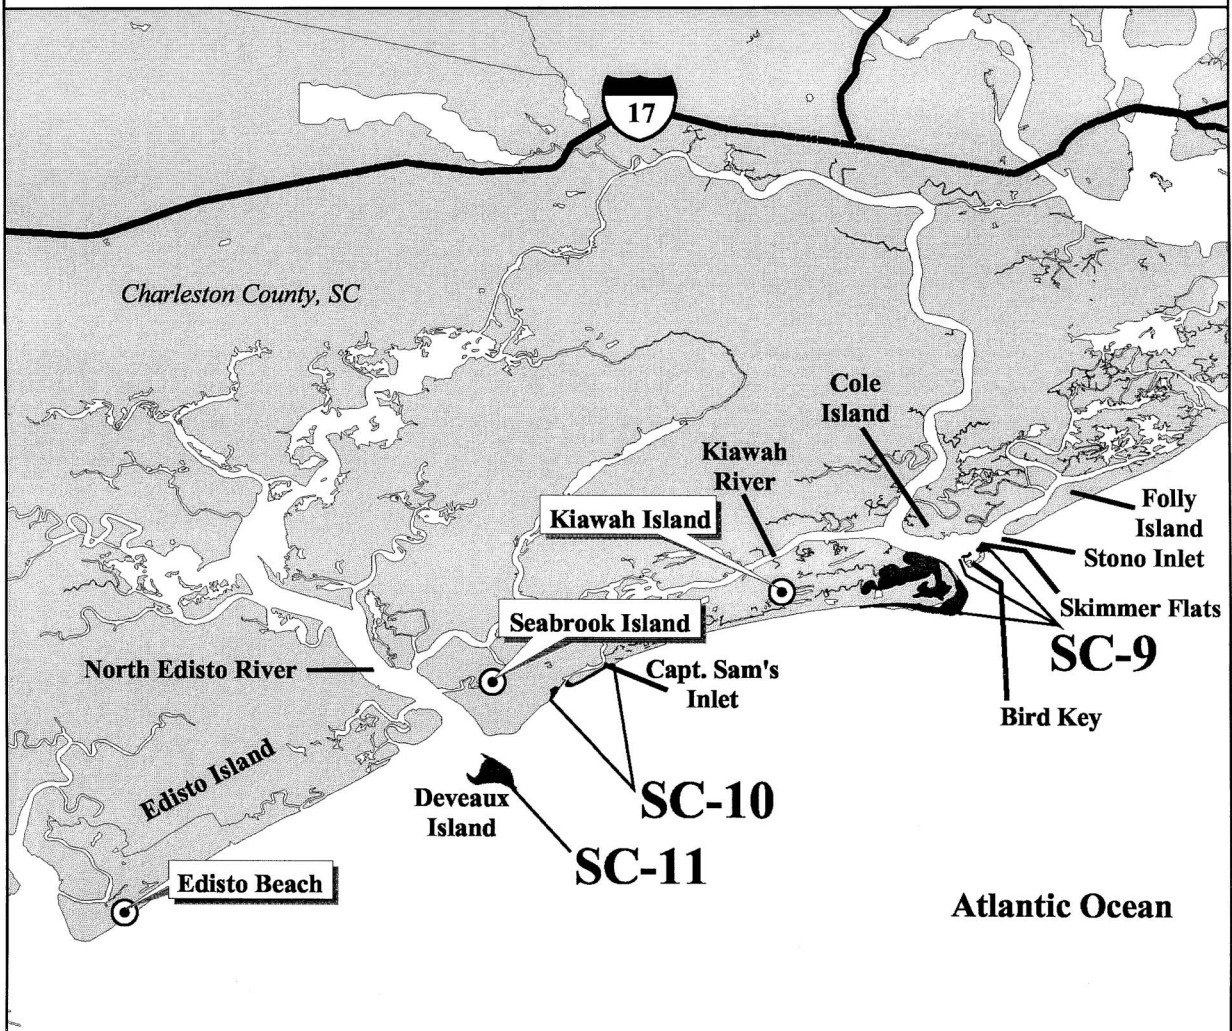 17
Charleston County, SC
Cole
Island
Kiawah
River
Kiawah Island
Folly
Island
Stono Inlet
Skimmer Flats
SC-9
Seabrook Island
North Edisto River
Capt. Sam's
Inlet
Bird Key
Edisto Island
Deveaux
Island
SC-10
SC-11
Edisto Beach
Atlantic Ocean